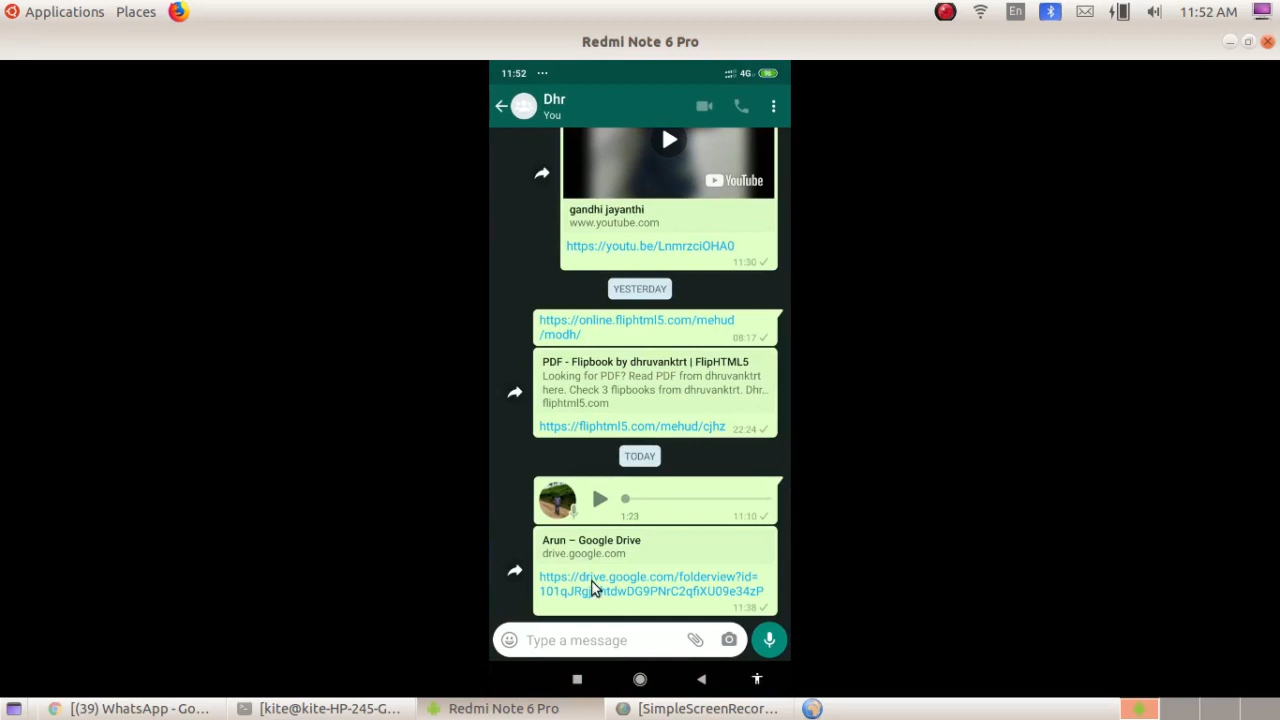 Applications Places
En
11:52 AM
Redmi Note 6 Pro
11:52 ...
4G
Dhr
You
YouTube
gandhi jayanthi
www.youtube.com
https://youtu.be/LnmrzciOHA0
11:30
YESTERDAY
https://online.fliphtml5.com/mehud
/modh/
08:17
PDF - Flipbook by dhruvanktrt | FlipHTML5
Looking for PDF? Read PDF from dhruvanktrt
here. Check 3 flipbooks from dhruvanktrt. Dhr...
fliphtml5.com
https://fliphtml5.com/mehud/cjhz
22:24
TODAY
1:23
11:10
Arun – Google Drive
drive.google.com
https://drive.google.com/folderview?id=
11:38
Type a message
[(39) WhatsApp - Go...
[kite@kite-HP-245-G...
Redmi Note 6 Pro
[SimpleScreenRecor...